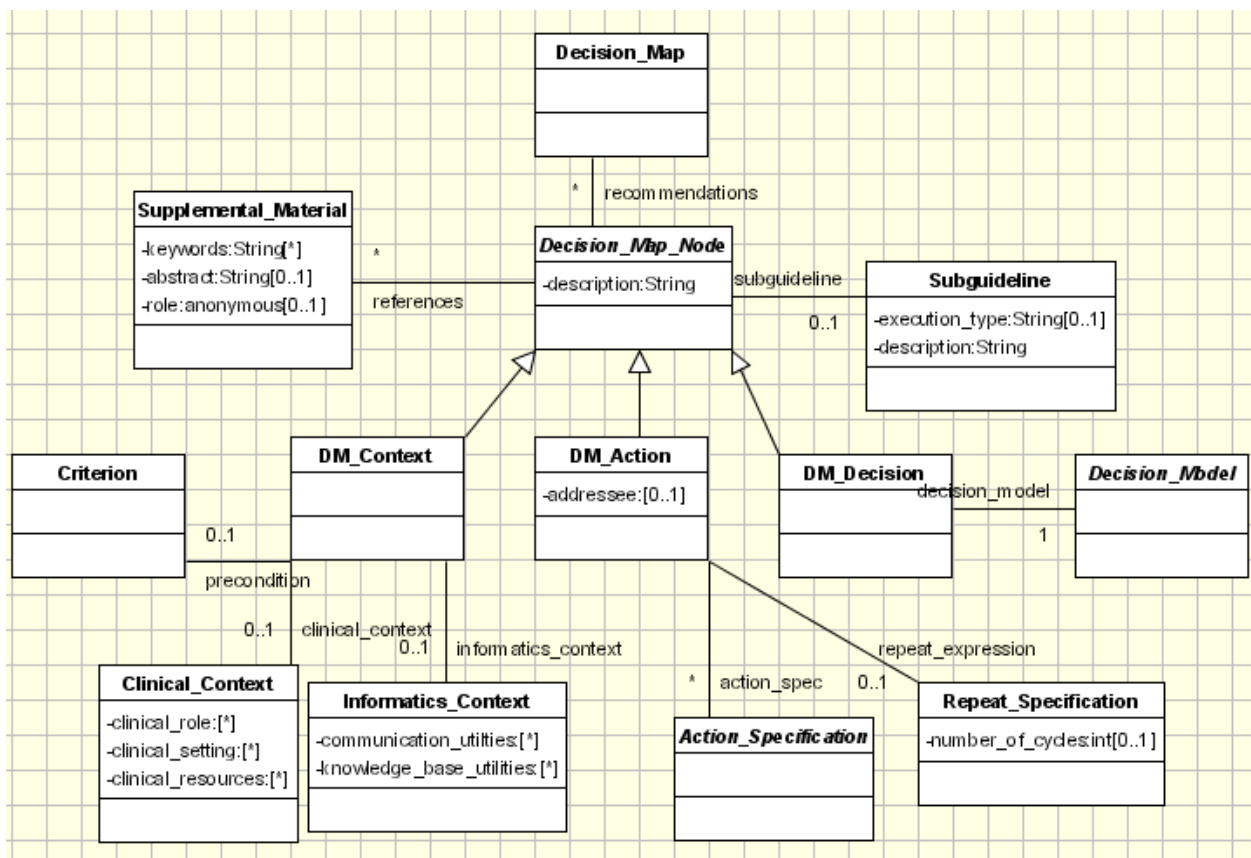 Decision_Map
* recommendations
Supplemental_Material
-keywords:String[*]
-abstract:String[0..1]
-role:anonymous[0..1]
*
references
Decision_Map_Node
-description:String
subguideline
0..1
Subguideline
-execution_type:String[0..1]
-description:String
Criterion
0..1
precondition
DM_Context
DM_Action
-addressee:[0..1]
DM_Decision
decision_model
1
Decision_Model
0..1 clinical_context
0..1 informatics_context
repeat_expression
* action_spec 0..1
Clinical_Context
-clinical_role:[*]
-clinical_setting:[*]
-clinical_resources:[*]
Informatics_Context
-communication_utilties:[*]
-knowledge_base_utilities:[*]
Action_Specification
Repeat_Specification
-number_of_cycles:int[0..1]